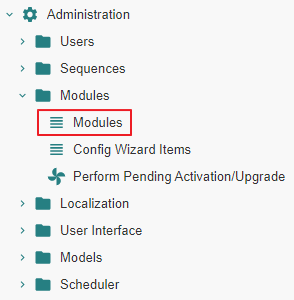 Administration
Users
Sequences
Modules
Modules
Config Wizard Items
Perform Pending Activation/Upgrade
Localization
User Interface
Models
Scheduler